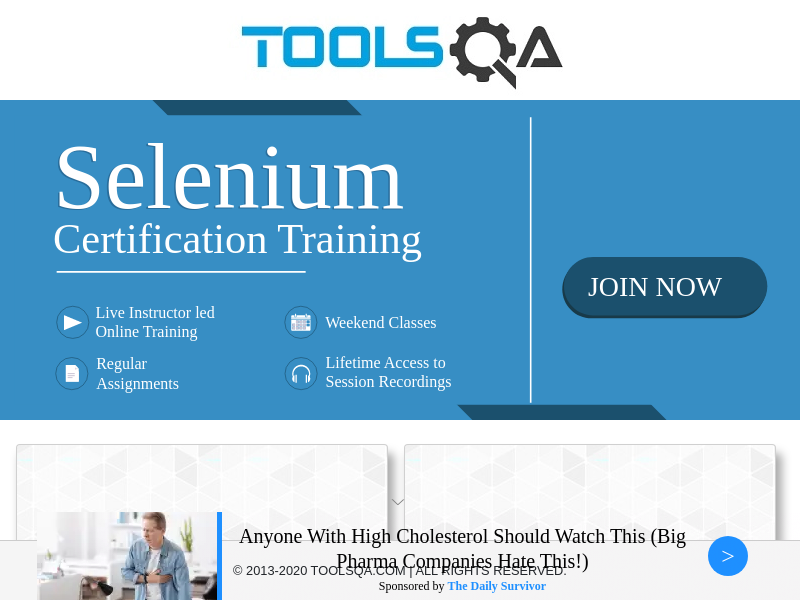 TOOLSQA
Selenium
Certification Training
Live Instructor led
Online Training
Weekend Classes
Regular
Assignments
Lifetime Access to
Session Recordings
JOIN NOW
Anyone With High Cholesterol Should Watch This (Big
Pharma Companies Hate This!)
© 2013-2020 TOOLSQA.COM | ALL RIGHTS RESERVED.
Sponsored by The Daily Survivor
>